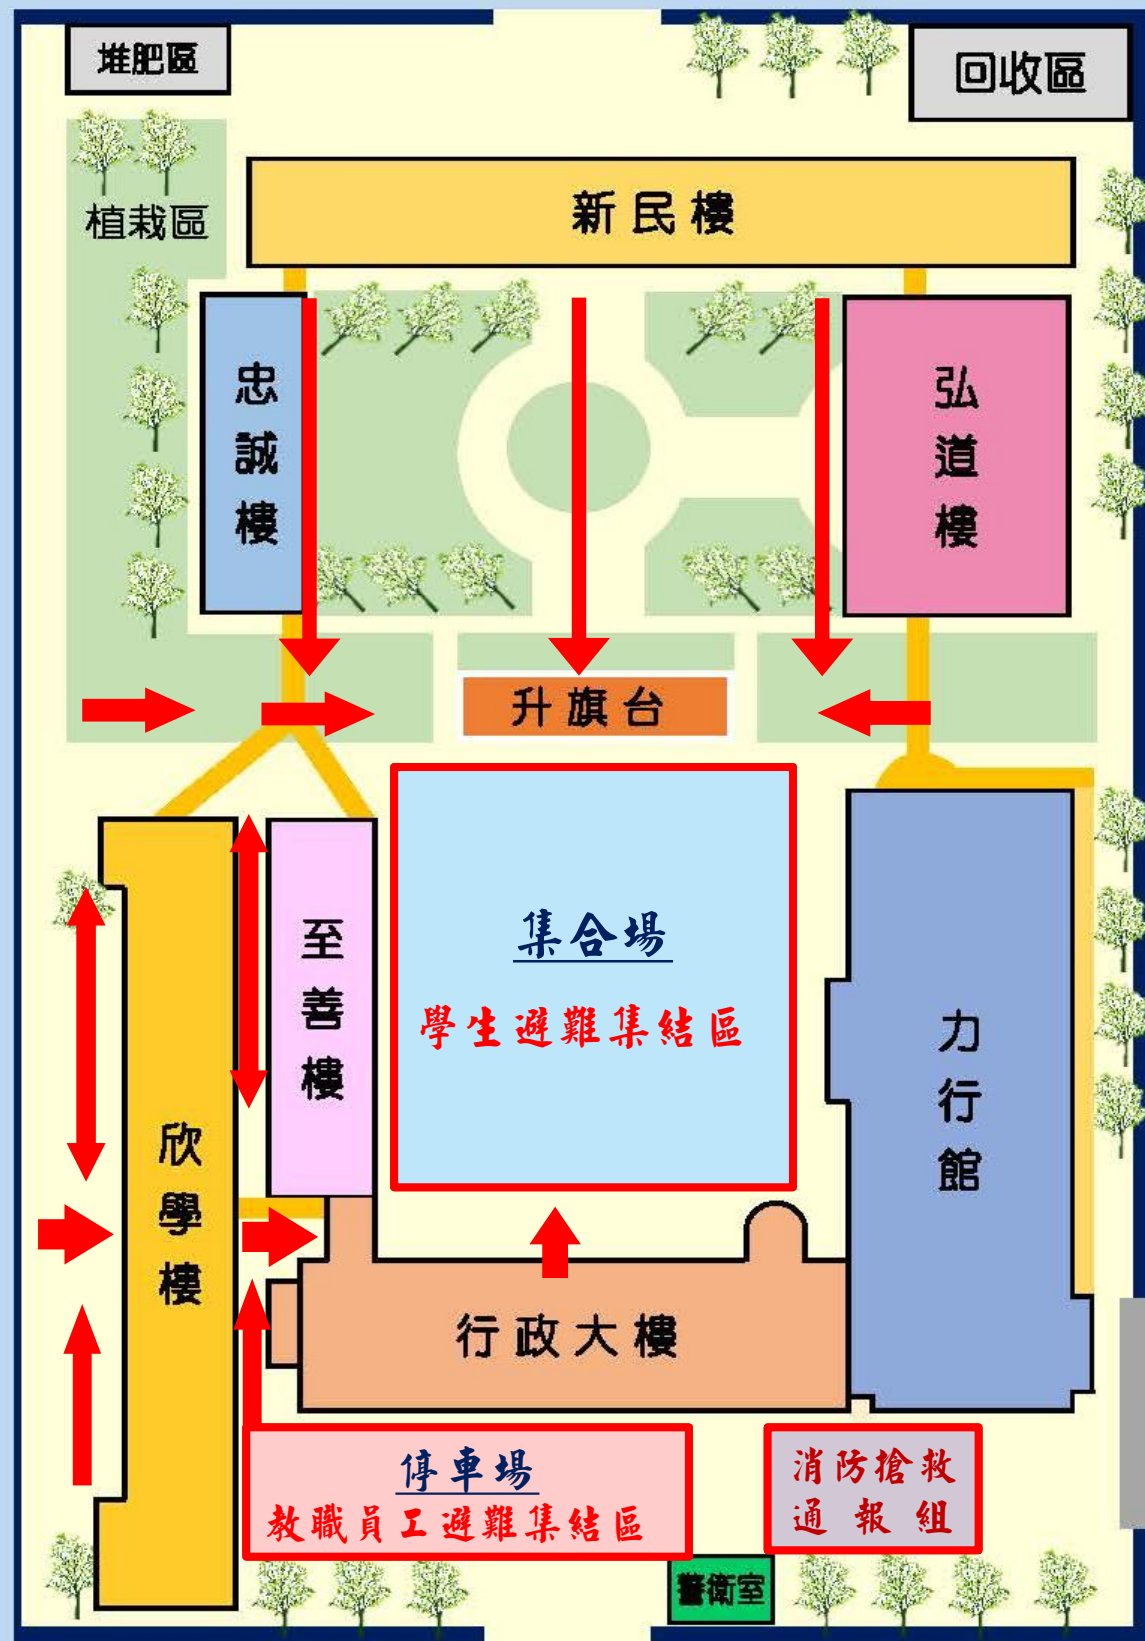 堆肥區
回收區
植栽區
新民樓
忠誠樓
弘道樓
升旗台
集合場
學生避難集結區
至善樓
力行館
欣學樓
行政大樓
停車場
教職員工避難集結區
消防搶救
通報組
警衛室